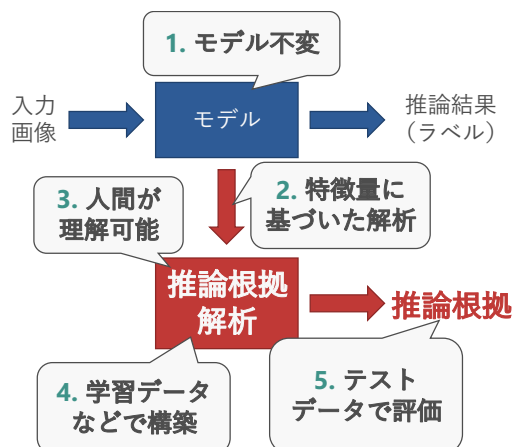 1. モデル不変
入力
画像
モデル
推論結果
（ラベル）
2. 特徴量に
基づいた解析
3. 人間が
理解可能
推論根拠
解析
推論根拠
4. 学習データ
などで構築
5. テスト
データで評価